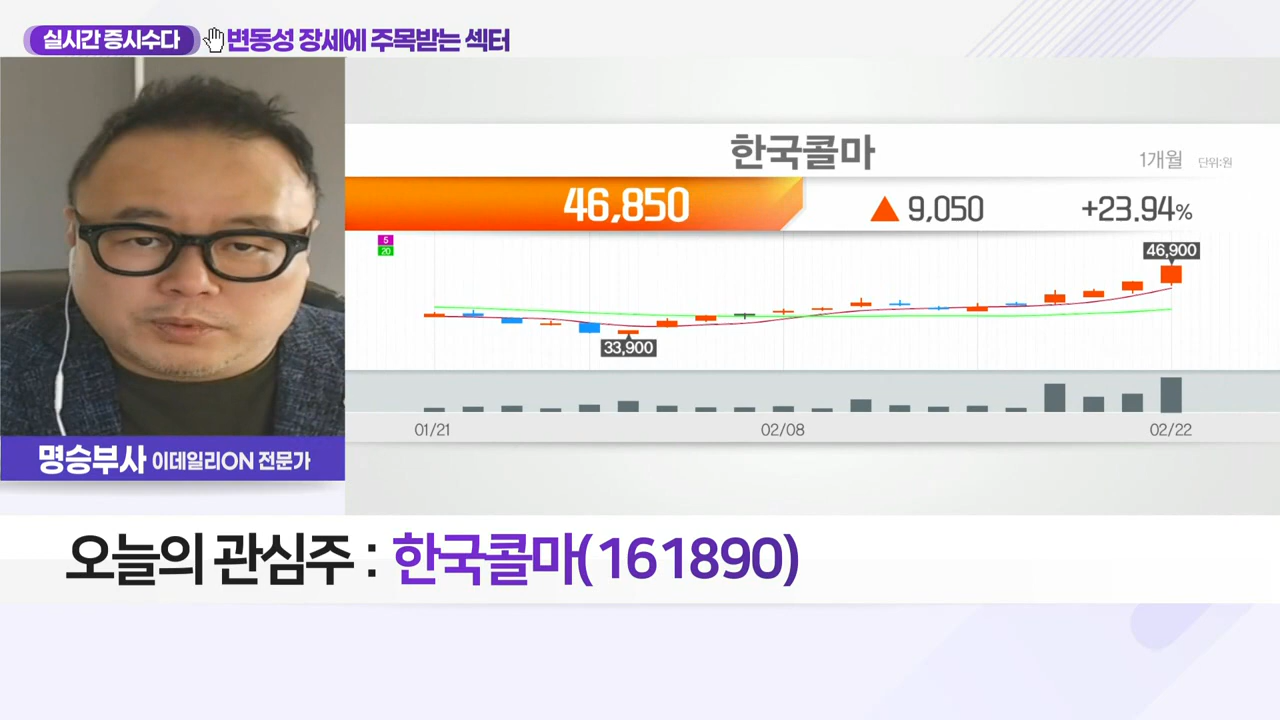 실시간 증시수다 변동성 장세에 주목받는 섹터
한국콜마
1개월 단위:원
46,850 ▲ 9,050 +23.94%
5
20
46,900
33,900
01/21 02/08 02/22
명승부사 이데일리ON 전문가
오늘의 관심주 : 한국콜마(161890)